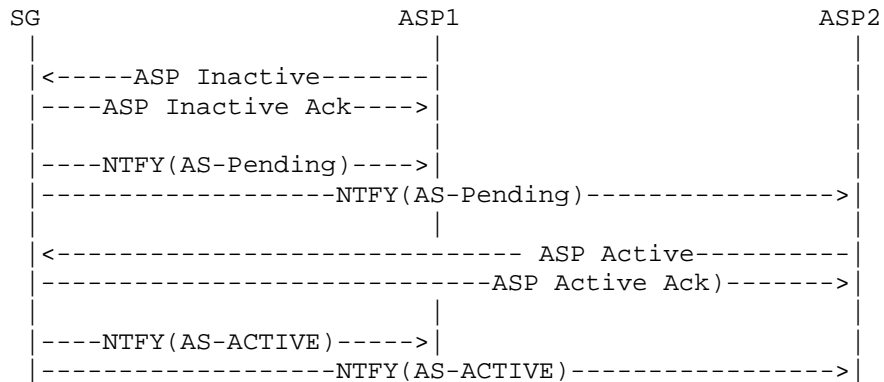 SG ASP1 ASP2
| | |
|<-----ASP Inactive-------| |
|----ASP Inactive Ack---->| |
| | |
|----NTFY(AS-Pending)---->| |
|------------------NTFY(AS-Pending)--------------->|
| | |
|<----------------------------- ASP Active----------|
|---------------------------ASP Active Ack)------->|
| | |
|----NTFY(AS-ACTIVE)----->| |
|------------------NTFY(AS-ACTIVE)---------------->|